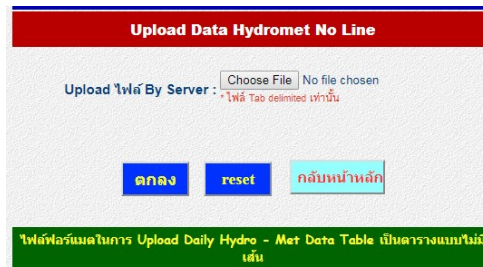 Upload Data Hydromet No Line
Upload ไฟล์ By Server : Choose File No file chosen
* ไฟล์ Tab delimited เท่านั้น
ตกลง reset กลับหน้าหลัก
ไฟล์ฟอร์แมตในการ Upload Daily Hydro - Met Data Table เป็นตารางแบบไม่มี
เส้น